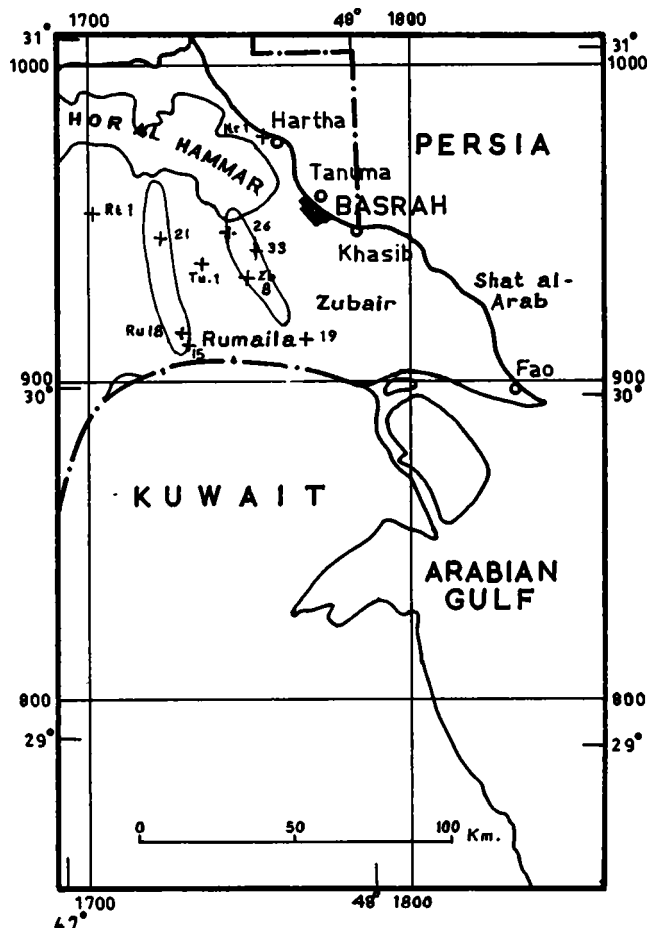 1700 48° 1800
31° 31°
1000 1000
HOR AL HAMMAR
Kr1 Hartha
PERSIA
Tanuma
BASRAH
Rt 1
21
26
33
Khasib
Tu.1
8
Zubair
Shat al-
Arab
Ru18
Rumaila 19
15
Fao
900 900
30° 30°
KUWAIT
ARABIAN
GULF
800 800
29° 29°
0 50 100
Km.
1700 48° 1800
47°